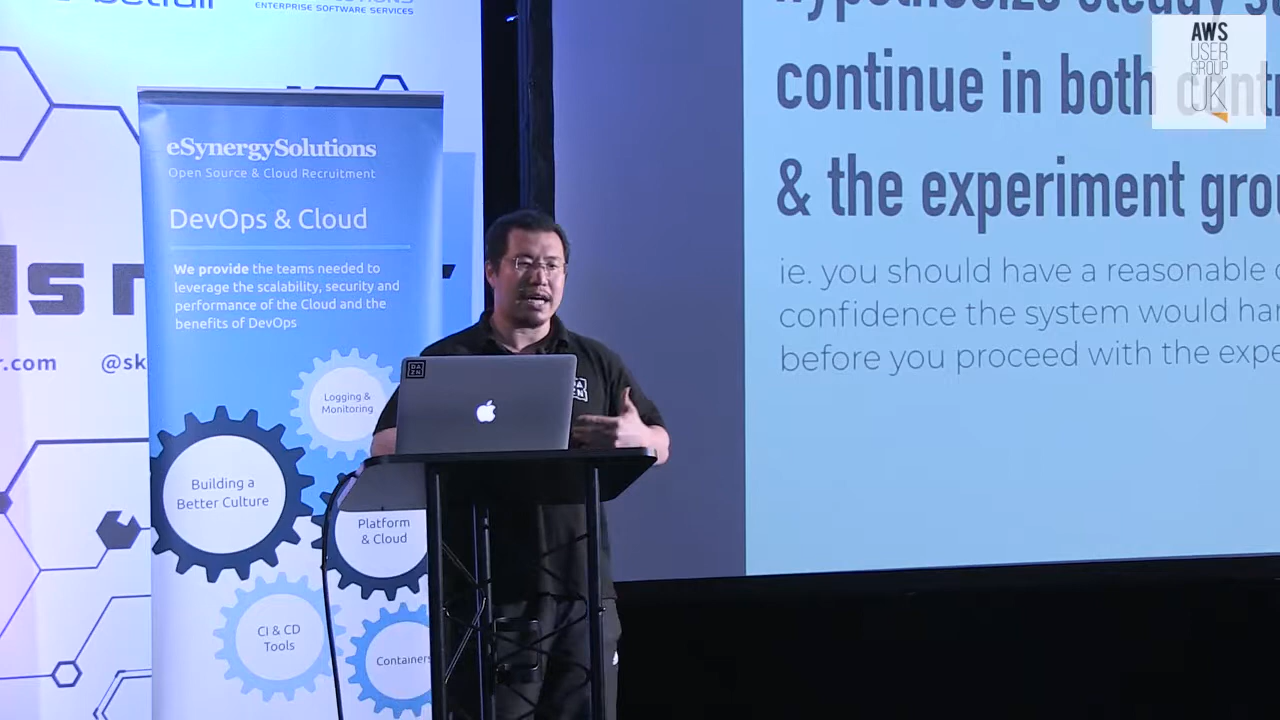 betfair
ENTERPRISE SOFTWARE SERVICES
eSynergySolutions
Open Source & Cloud Recruitment
DevOps & Cloud
We provide the teams needed to
leverage the scalability, security and
performance of the Cloud and the
benefits of DevOps
Logging &
Monitoring
Building a
Better Culture
Platform
& Cloud
CI & CD
Tools
Containers
r.com
@sk
DA
ZN
continue in both
& the experiment
ie. you should have a reasonable
confidence the system would
before you proceed with the
AWS
USER
GROUP
UK